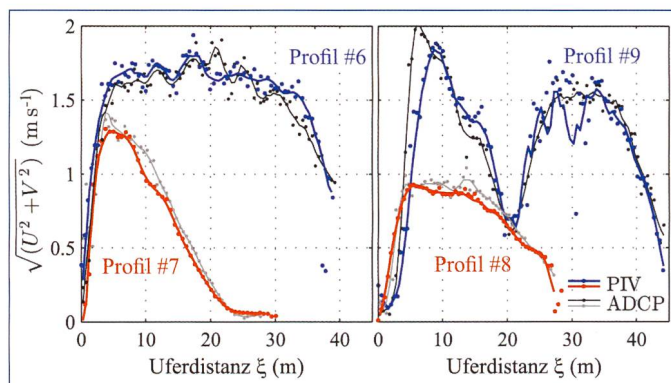 √(U² + V²) (m s⁻¹)
2
1.5
1
0.5
0
Profil #6
Profil #7
0 10 20 30 40
Uferdistanz ξ (m)
Profil #9
Profil #8
PIV
ADCP
0 10 20 30 40
Uferdistanz ξ (m)